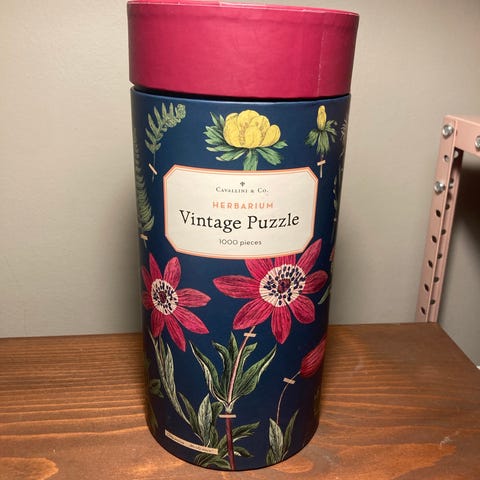 CAVALLINI & CO.
HERBARIUM
Vintage Puzzle
1000 pieces